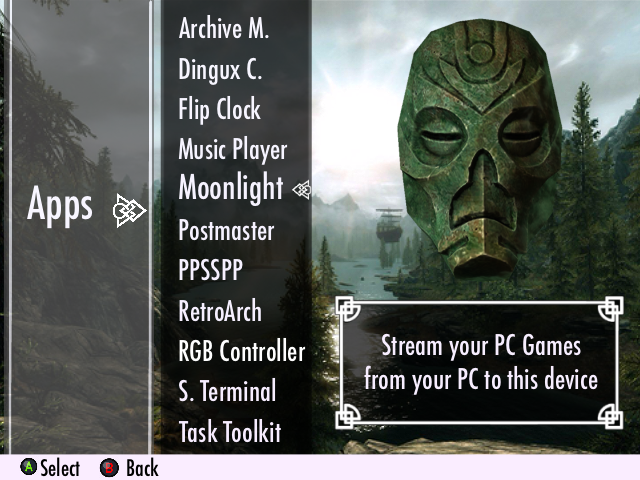 Apps
Archive M.
Dingux C.
Flip Clock
Music Player
Moonlight
Postmaster
PPSSPP
RetroArch
RGB Controller
S. Terminal
Task Toolkit
Stream your PC Games
from your PC to this device
A Select B Back